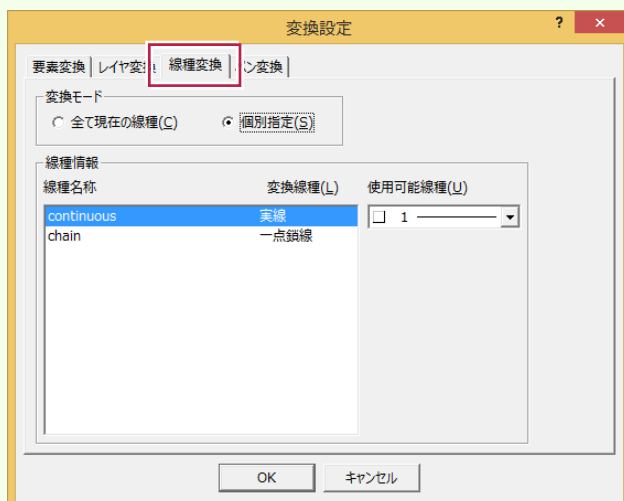 変換設定
?
要素変換 レイヤ変 線種変換 ン変換
変換モード
全て現在の線種(C) 個別指定(S)
線種情報
線種名称 変換線種(L) 使用可能線種(U)
continuous 実線 1
chain 一点鎖線
OK キャンセル